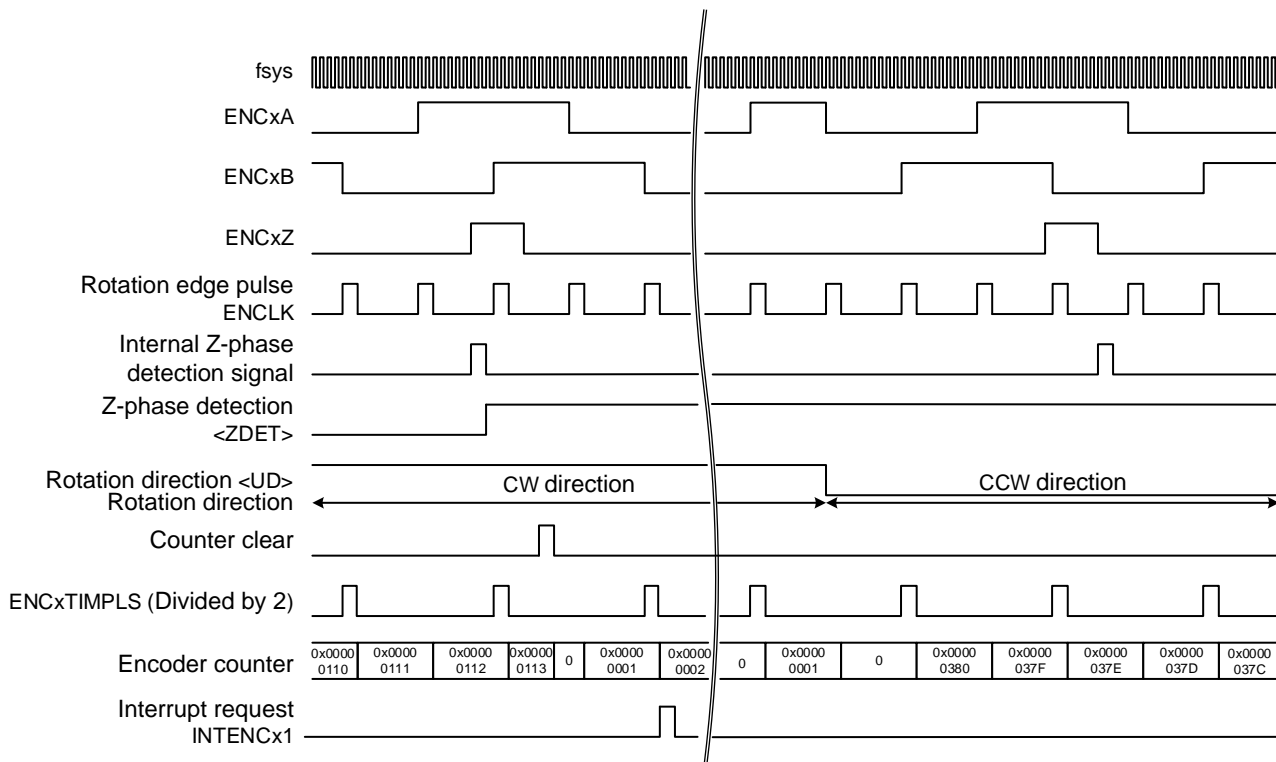 fsys
ENCxA
ENCxB
ENCxZ
Rotation edge pulse
ENCLK
Internal Z-phase
detection signal
Z-phase detection
<ZDET>
Rotation direction <UD>
Rotation direction
CW direction
CCW direction
Counter clear
ENCxTIMPLS (Divided by 2)
Encoder counter
0x0000 0x0000 0x0000 0x0000 0 0x0000 0x0000 0 0x0000 0 0x0000 0x0000 0x0000 0x0000 0x0000
0110 0111 0112 0113 0001 0002 0001 0380 037F 037E 037D 037C
Interrupt request
INTENCx1